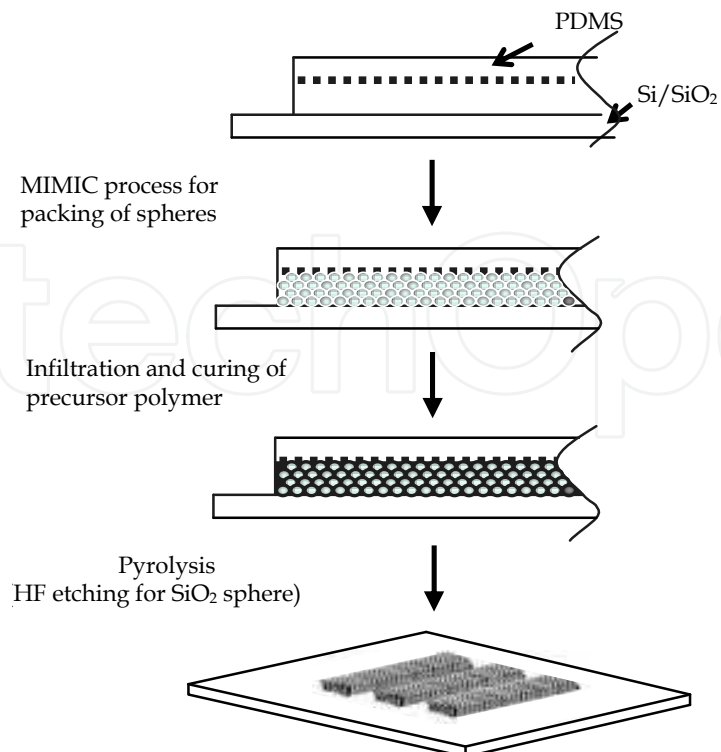 PDMS
Si/SiO₂
MIMIC process for
packing of spheres
Infiltration and curing of
precursor polymer
Pyrolysis
HF etching for SiO₂ sphere)
techOpe